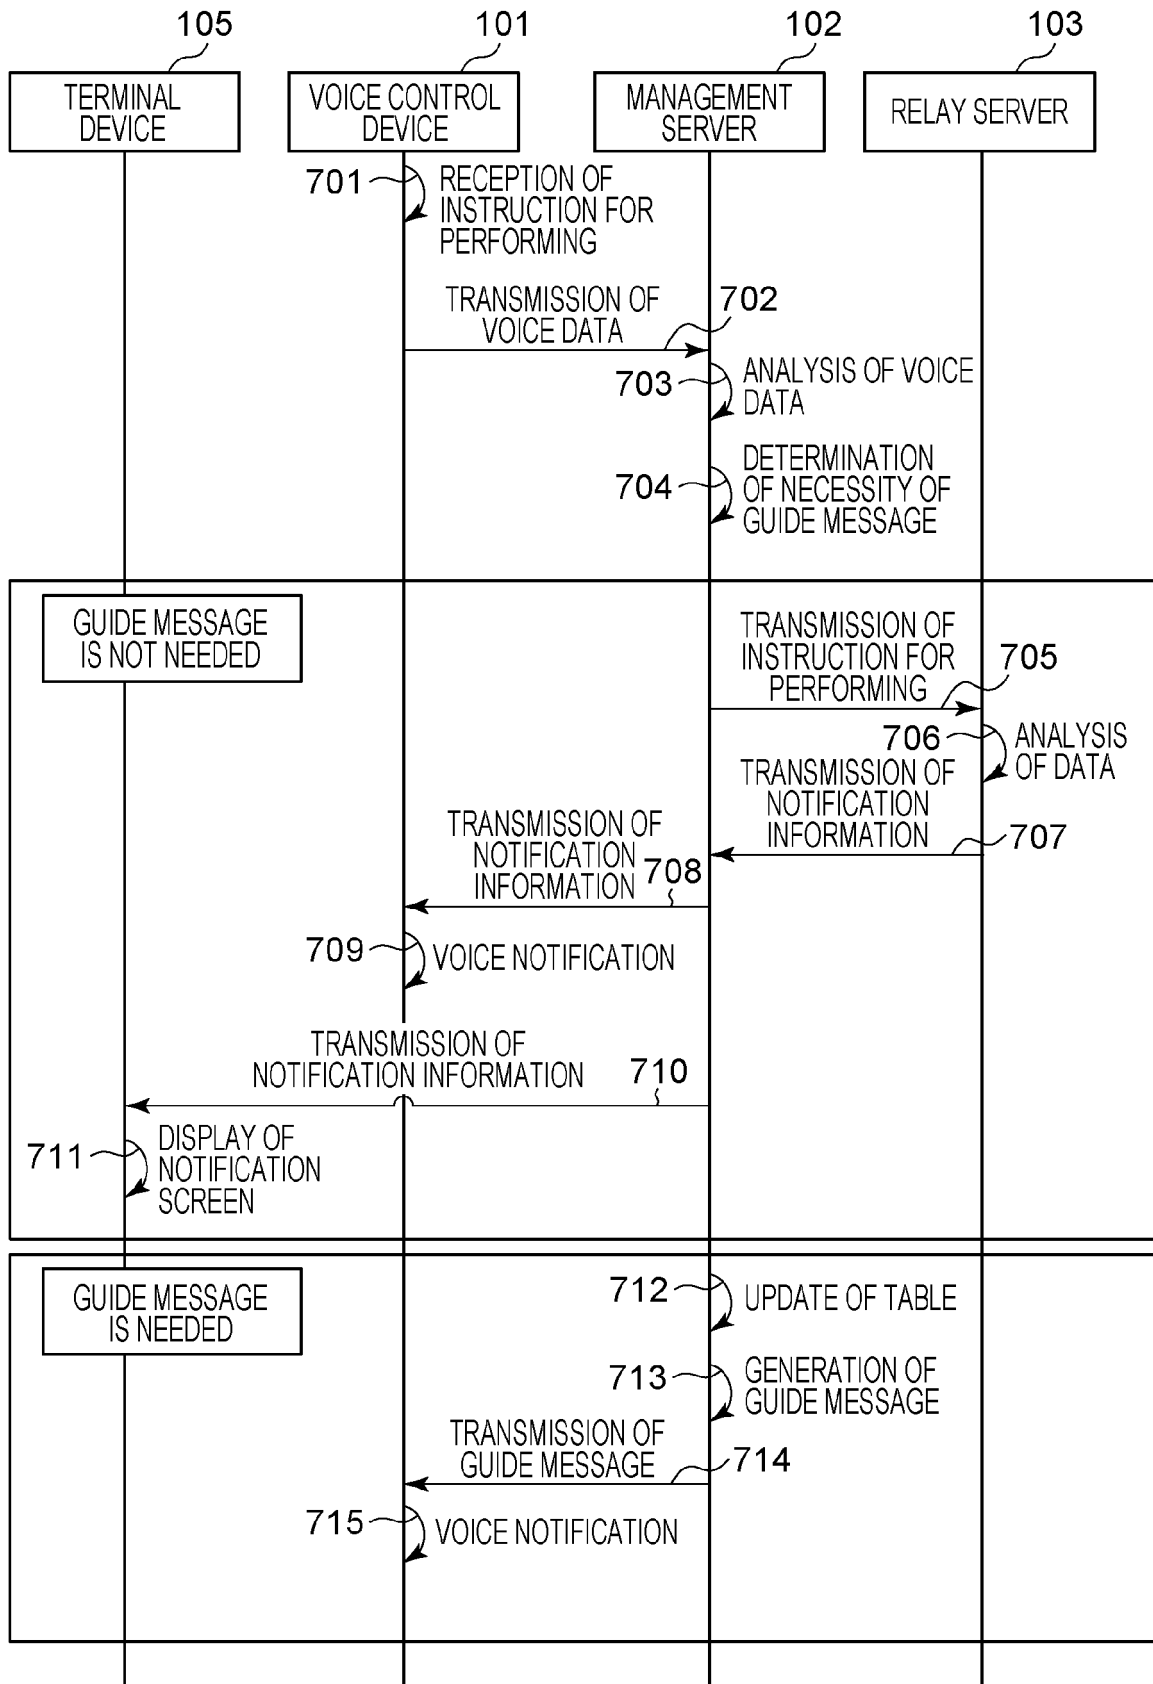 105
101
102
103
TERMINAL
DEVICE
VOICE CONTROL
DEVICE
MANAGEMENT
SERVER
RELAY SERVER
701
RECEPTION OF
INSTRUCTION FOR
PERFORMING
TRANSMISSION OF
VOICE DATA
702
703
ANALYSIS OF VOICE
DATA
704
DETERMINATION
OF NECESSITY OF
GUIDE MESSAGE
GUIDE MESSAGE
IS NOT NEEDED
TRANSMISSION OF
INSTRUCTION FOR
PERFORMING
705
706
ANALYSIS
OF DATA
TRANSMISSION OF
NOTIFICATION
INFORMATION
707
TRANSMISSION OF
NOTIFICATION
INFORMATION
708
709
VOICE NOTIFICATION
TRANSMISSION OF
NOTIFICATION INFORMATION
710
711
DISPLAY OF
NOTIFICATION
SCREEN
GUIDE MESSAGE
IS NEEDED
712
UPDATE OF TABLE
713
GENERATION OF
GUIDE MESSAGE
TRANSMISSION OF
GUIDE MESSAGE
714
715
VOICE NOTIFICATION